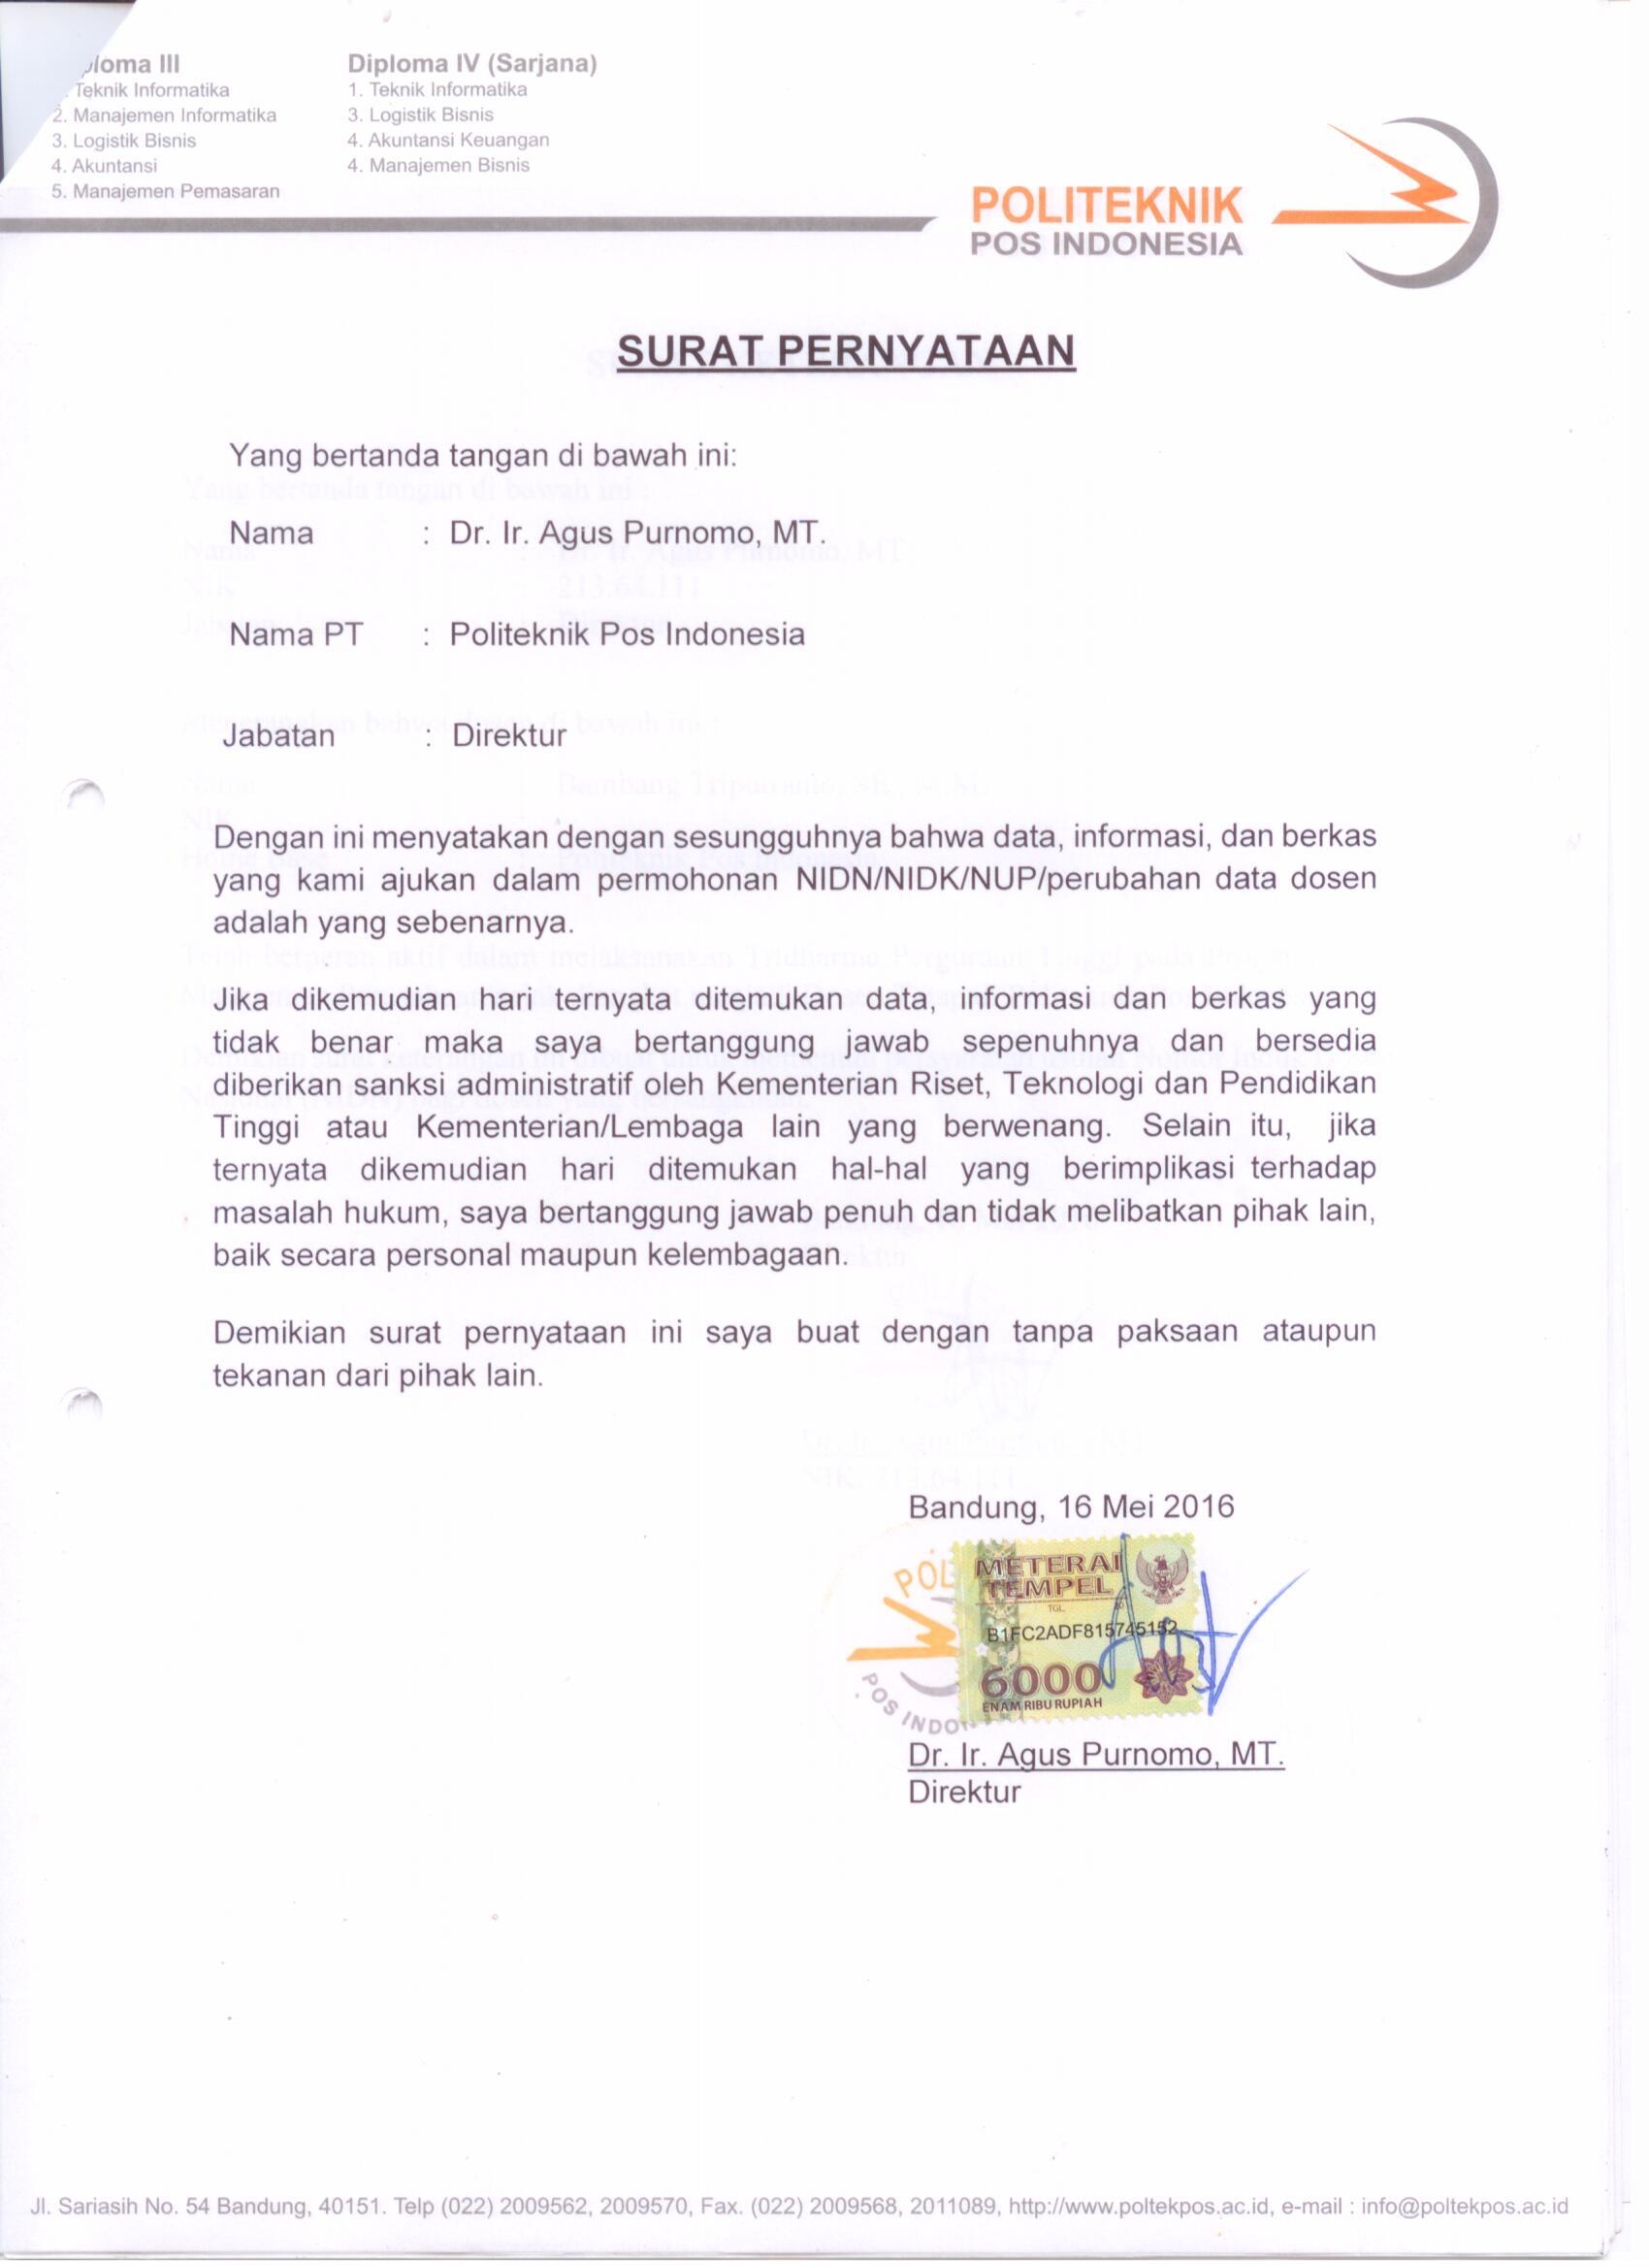 Diploma IV (Sarjana)
1. Teknik Informatika
3. Logistik Bisnis
4. Akuntansi Keuangan
4. Manajemen Bisnis
loma III
Teknik Informatika
2. Manajemen Informatika
3. Logistik Bisnis
4. Akuntansi
5. Manajemen Pemasaran
POLITEKNIK
POS INDONESIA
SURAT PERNYATAAN
Yang bertanda tangan di bawah ini:
Nama : Dr. Ir. Agus Purnomo, MT.
Nama PT : Politeknik Pos Indonesia
Jabatan : Direktur
Dengan ini menyatakan dengan sesungguhnya bahwa data, informasi, dan berkas
yang kami ajukan dalam permohonan NIDN/NIDK/NUP/perubahan data dosen
adalah yang sebenarnya.
Jika dikemudian hari ternyata ditemukan data, informasi dan berkas yang
tidak benar maka saya bertanggung jawab sepenuhnya dan bersedia
diberikan sanksi administratif oleh Kementerian Riset, Teknologi dan Pendidikan
Tinggi atau Kementerian/Lembaga lain yang berwenang. Selain itu, jika
ternyata dikemudian hari ditemukan hal-hal yang berimplikasi terhadap
masalah hukum, saya bertanggung jawab penuh dan tidak melibatkan pihak lain,
baik secara personal maupun kelembagaan.
Demikian surat pernyataan ini saya buat dengan tanpa paksaan ataupun
tekanan dari pihak lain.
Bandung, 16 Mei 2016
POL
POS INDON
METERAI
TEMPEL
TGL.
B1FC2ADF815745152
6000
ENAM RIBU RUPIAH
Dr. Ir. Agus Purnomo, MT.
Direktur
Jl. Sariasih No. 54 Bandung, 40151. Telp (022) 2009562, 2009570, Fax. (022) 2009568, 2011089, http://www.poltekpos.ac.id, e-mail : info@poltekpos.ac.id